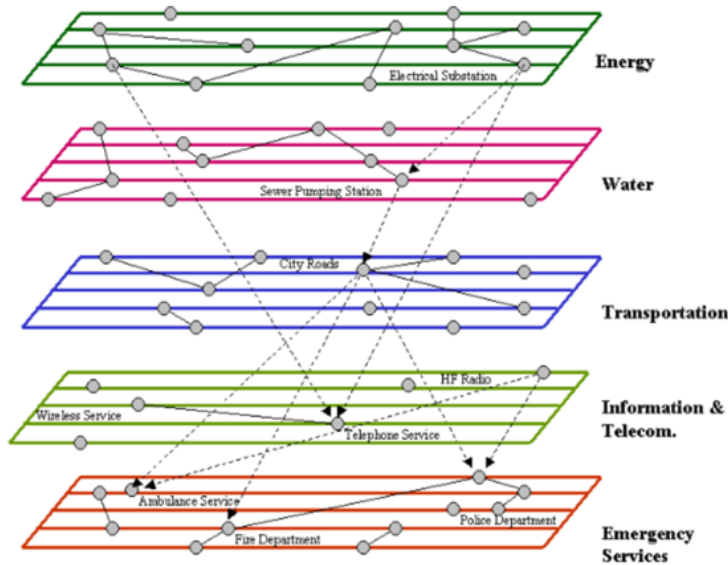 Electrical Substation
Energy
Sewer Pumping Station
Water
City Roads
Transportation
HF Radio
Wireless Service
Telephone Service
Information &
Telecom.
Ambulance Service
Police Department
Fire Department
Emergency
Services